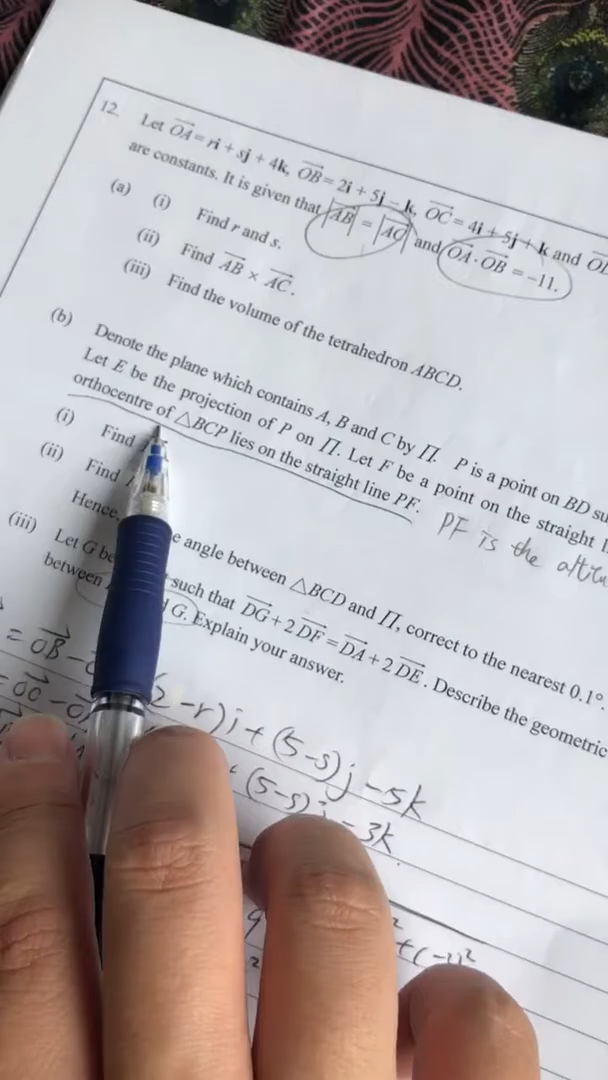 12. Let OA = ri + sj + 4k, OB = 2i + 5j − k, OC = 4i + 5j + k and
are constants. It is given that |AB| = |AC| and OA · OB = −11.
(a) (i) Find r and s.
(ii) Find AB × AC.
(iii) Find the volume of the tetrahedron ABCD.
(b) Denote the plane which contains A, B and C by Π. P is a point on BD
Let E be the projection of P on Π. Let F be a point on the straight
orthocentre of △BCP lies on the straight line PF.
PF is the
(i) Find
(ii) Find
Hence, angle between △BCD and Π, correct to the nearest 0.1°.
(iii) Let G be such that DG + 2DF = DA + 2DE. Describe the geometric
between G. Explain your answer.
= OB − (2−r)i + (5−s)j − 5k
= OC − (5−s)j − 3k